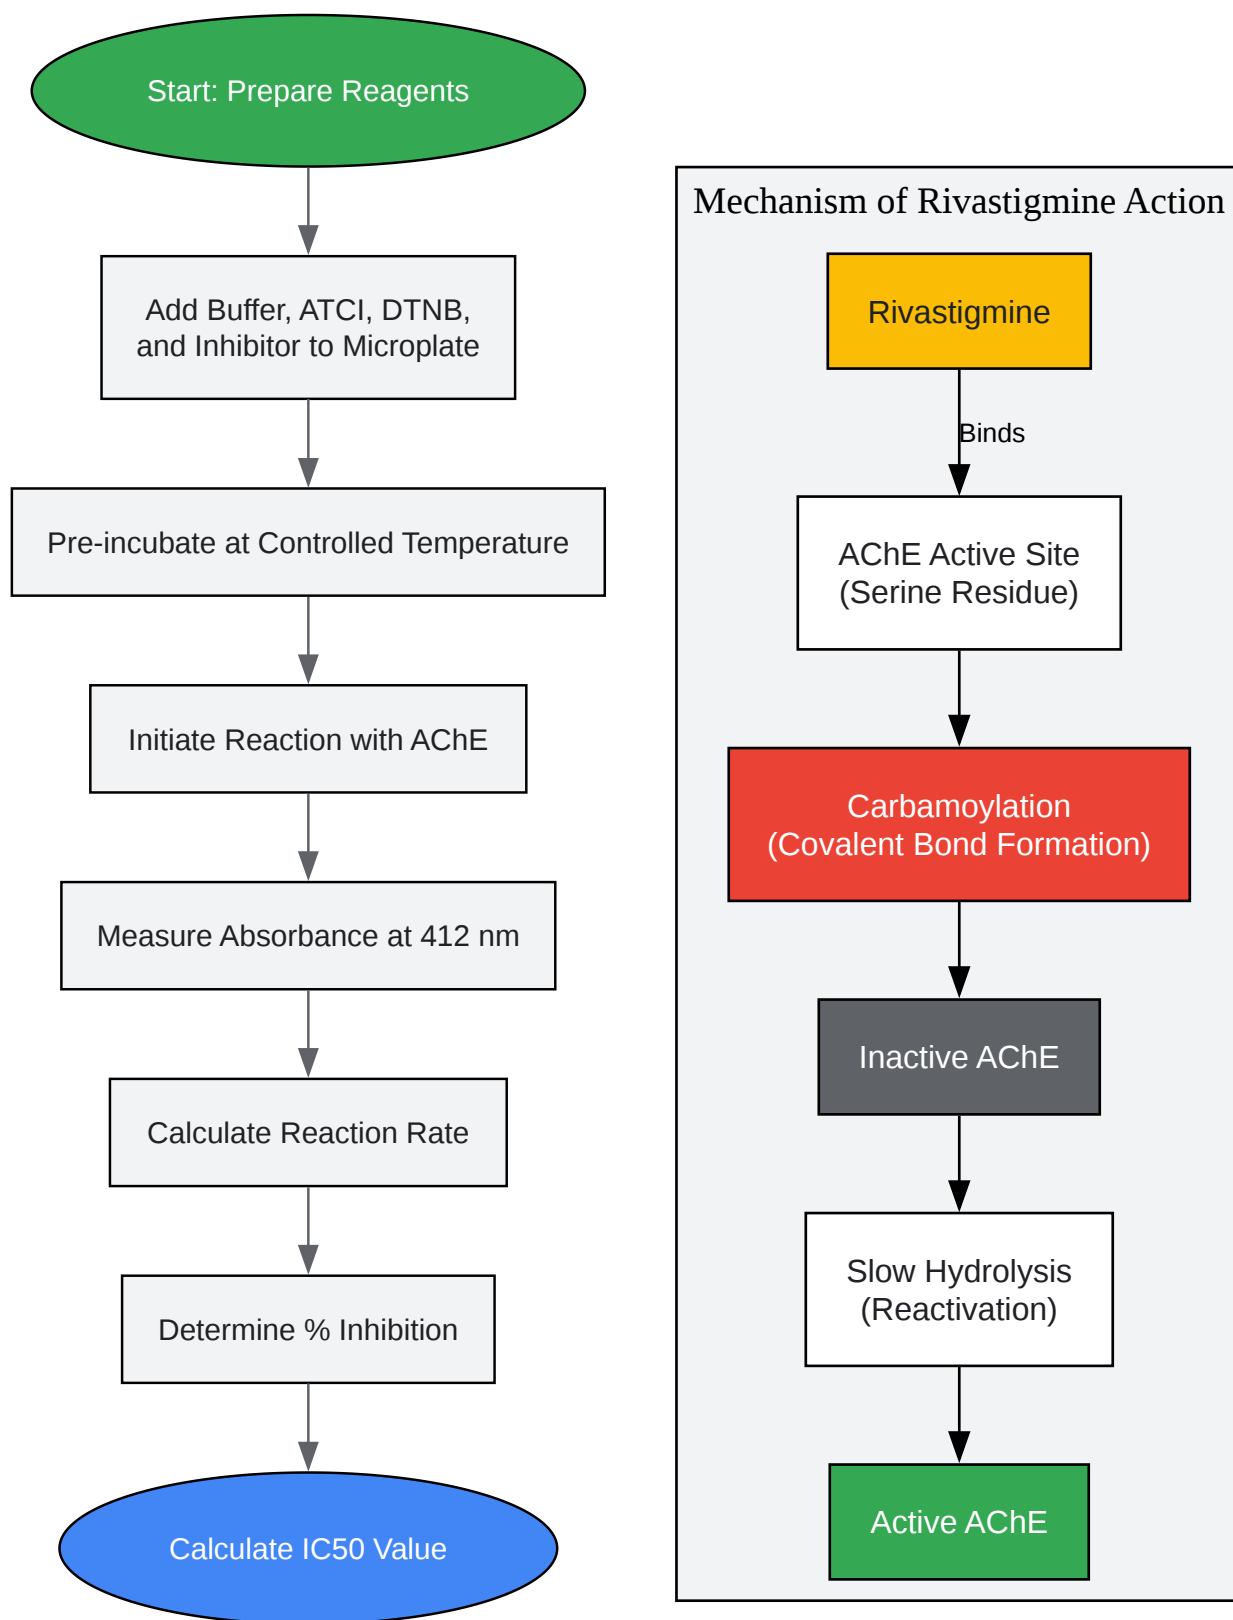 Start: Prepare Reagents
Add Buffer, ATCI, DTNB,
and Inhibitor to Microplate
Pre-incubate at Controlled Temperature
Initiate Reaction with AChE
Measure Absorbance at 412 nm
Calculate Reaction Rate
Determine % Inhibition
Calculate IC50 Value
Mechanism of Rivastigmine Action
Rivastigmine
Binds
AChE Active Site
(Serine Residue)
Carbamoylation
(Covalent Bond Formation)
Inactive AChE
Slow Hydrolysis
(Reactivation)
Active AChE